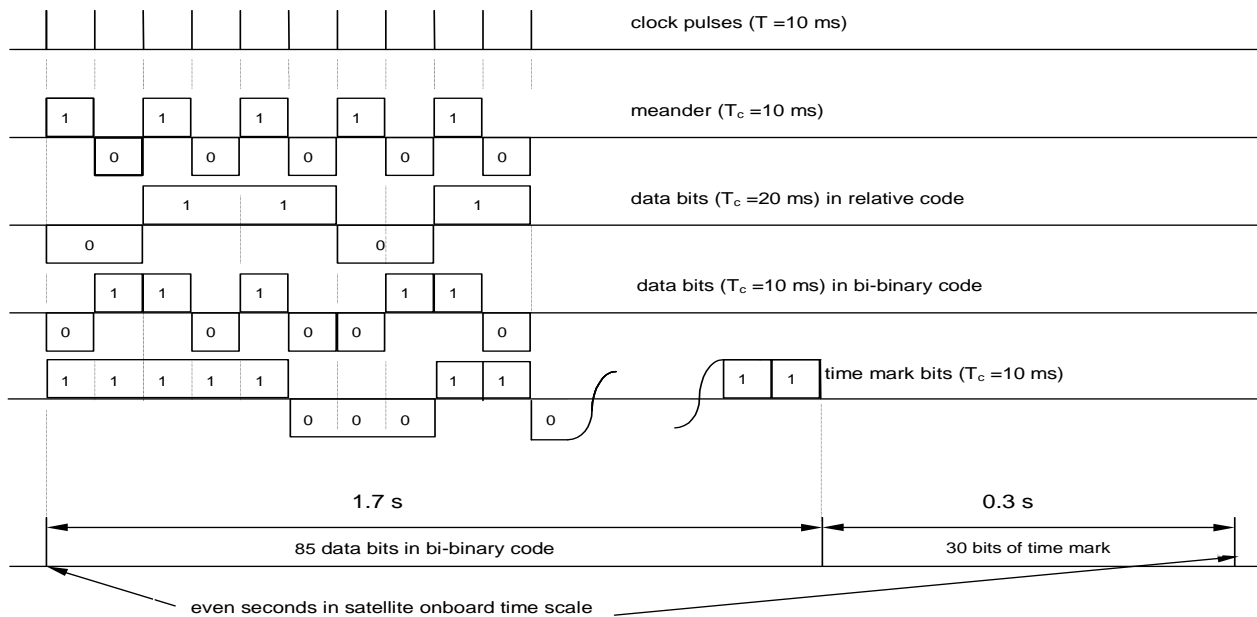 clock pulses (T =10 ms)
1 1 1 1 1
meander (Tc =10 ms)
0 0 0 0 0
1 1 1
data bits (Tc =20 ms) in relative code
0 0
1 1 1 1 1
data bits (Tc =10 ms) in bi-binary code
0 0 0 0 0
1 1 1 1 1 1 1 1 1
time mark bits (Tc =10 ms)
0 0 0 0
1.7 s 0.3 s
85 data bits in bi-binary code 30 bits of time mark
even seconds in satellite onboard time scale